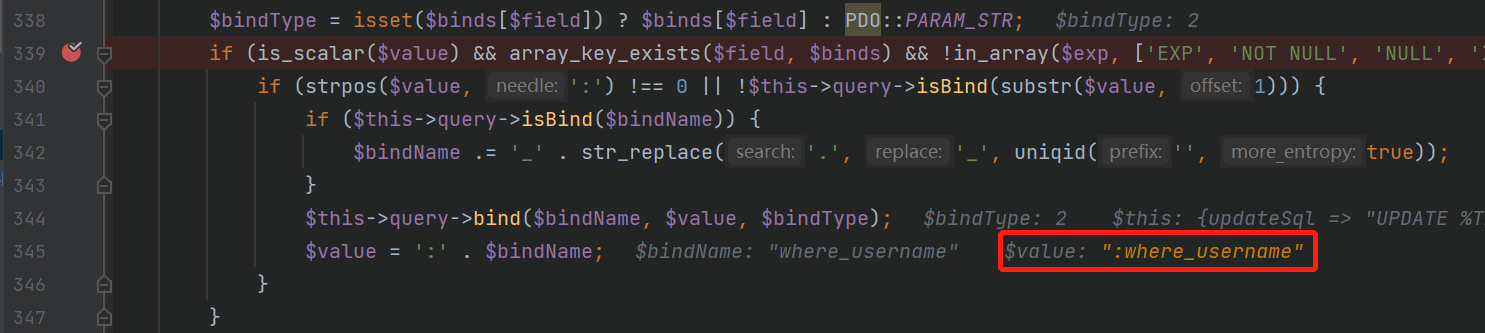 338 $bindType = isset($binds[$field]) ? $binds[$field] : PDO::PARAM_STR; $bindType: 2
339 if (is_scalar($value) && array_key_exists($field, $binds) && !in_array($exp, ['EXP', 'NOT NULL', 'NULL',
340 if (strpos($value, needle: ':') !== 0 || !$this->query->isBind(substr($value, offset: 1))) {
341 if ($this->query->isBind($bindName)) {
342 $bindName .= '_' . str_replace( search: '.', replace: '_', uniqid( prefix: '', more_entropy: true));
343 }
344 $this->query->bind($bindName, $value, $bindType); $bindType: 2 $this: {updateSql => "UPDATE %T
345 $value = ':' . $bindName; $bindName: "where_username" $value: ":where_username"
346 }
347 }